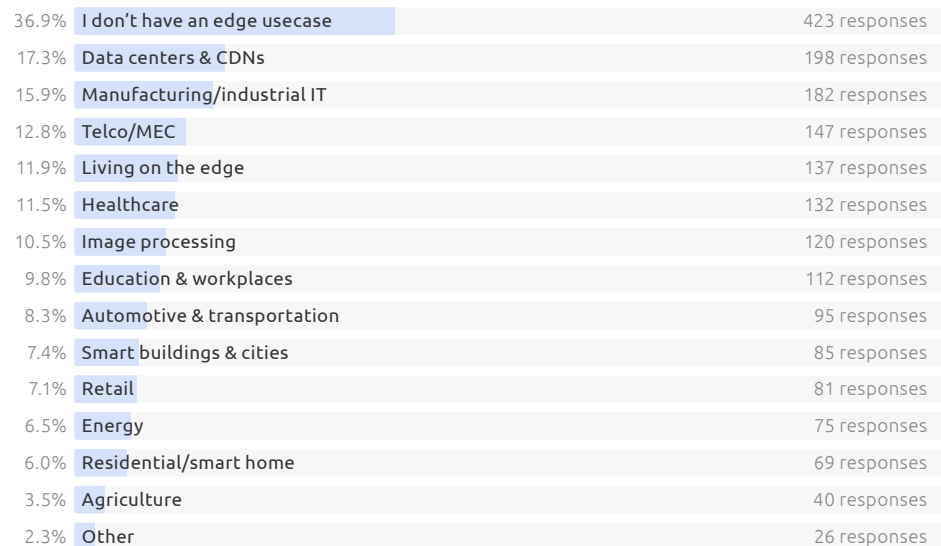 36.9% I don't have an edge usecase 423 responses
17.3% Data centers & CDNs 198 responses
15.9% Manufacturing/industrial IT 182 responses
12.8% Telco/MEC 147 responses
11.9% Living on the edge 137 responses
11.5% Healthcare 132 responses
10.5% Image processing 120 responses
9.8% Education & workplaces 112 responses
8.3% Automotive & transportation 95 responses
7.4% Smart buildings & cities 85 responses
7.1% Retail 81 responses
6.5% Energy 75 responses
6.0% Residential/smart home 69 responses
3.5% Agriculture 40 responses
2.3% Other 26 responses